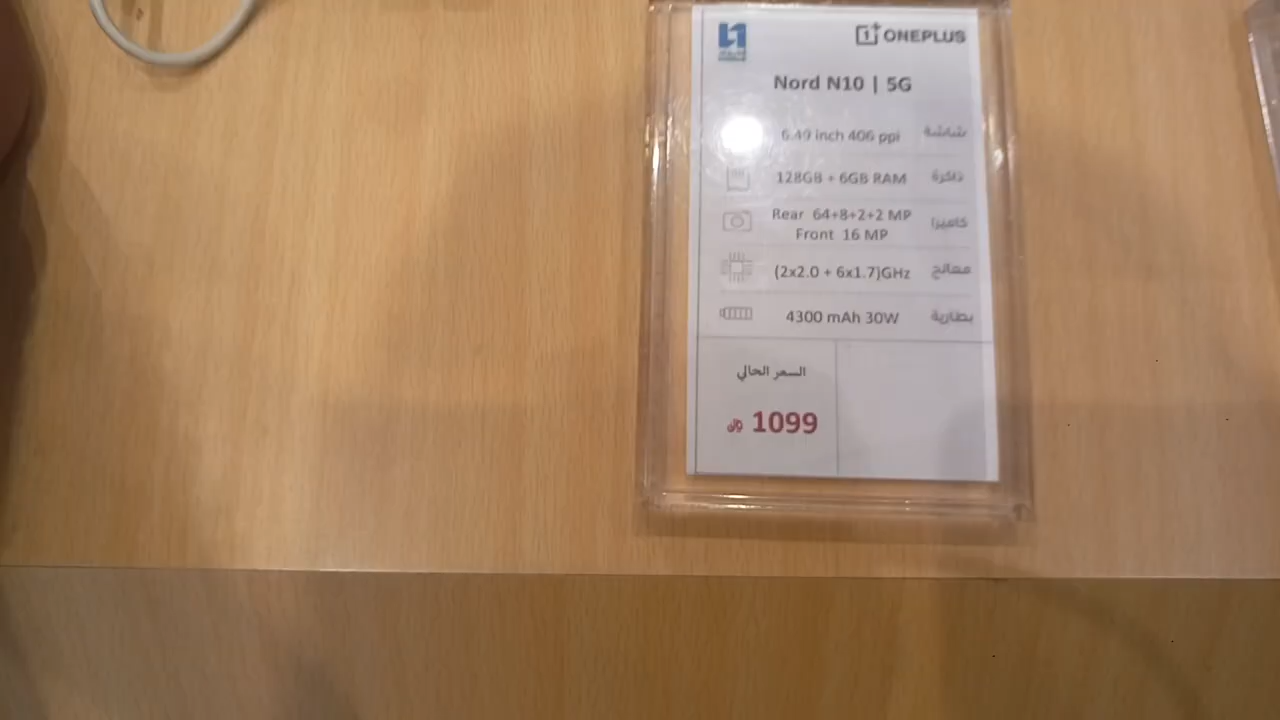 ONEPLUS
Nord N10 | 5G
6.49 inch 406 ppi شاشة
128GB + 6GB RAM ذاكرة
Rear 64+8+2+2 MP كاميرا
Front 16 MP
(2x2.0 + 6x1.7)GHz معالج
4300 mAh 30W بطارية
السعر الحالي
1099 ريال